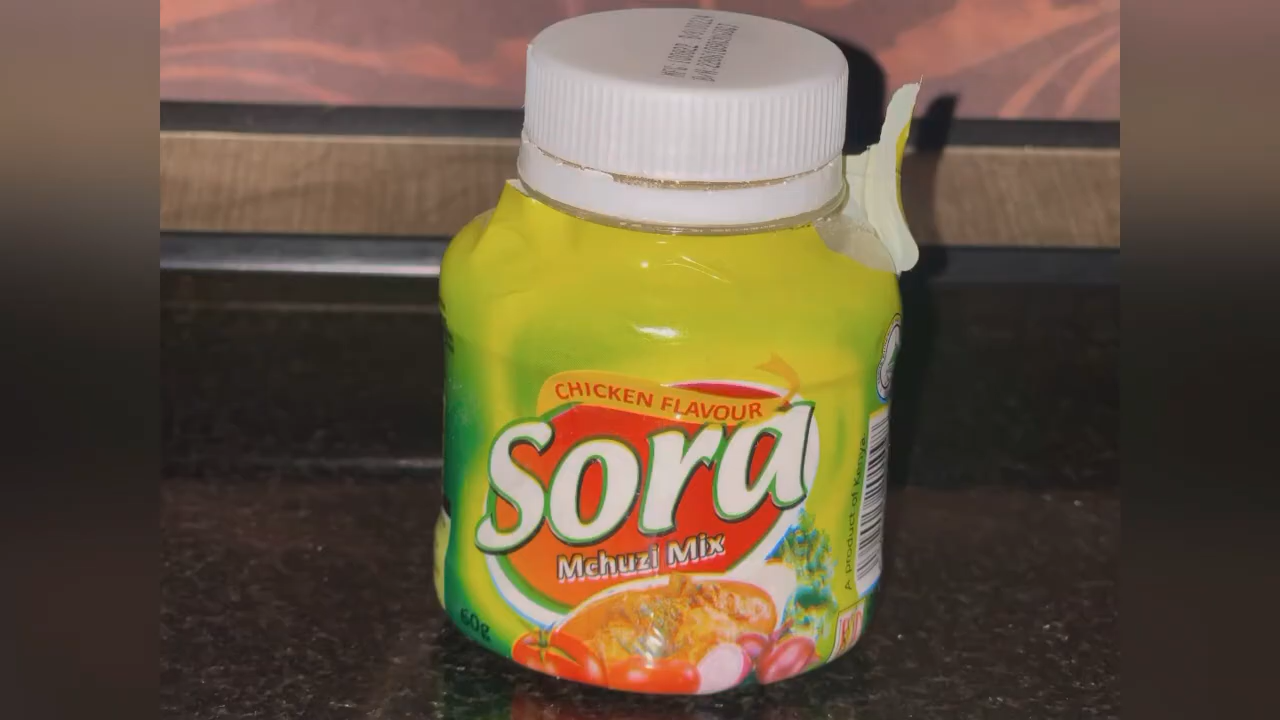 CHICKEN FLAVOUR
Sora
Mchuzi Mix
60g
A product of Kenya